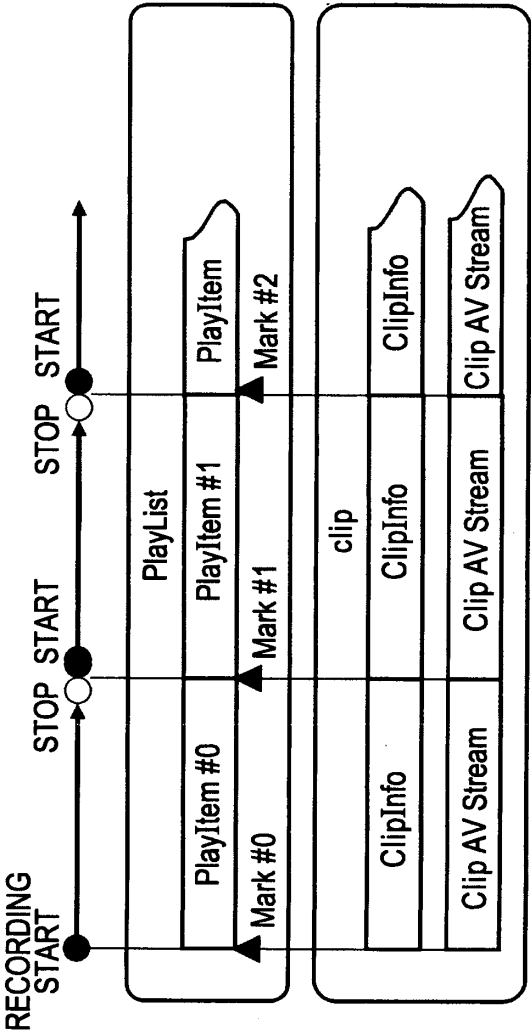 RECORDING
START
STOP START
STOP START
PlayList
PlayItem #0
PlayItem #1
PlayItem
Mark #0
Mark #1
Mark #2
clip
ClipInfo
ClipInfo
ClipInfo
Clip AV Stream
Clip AV Stream
Clip AV Stream